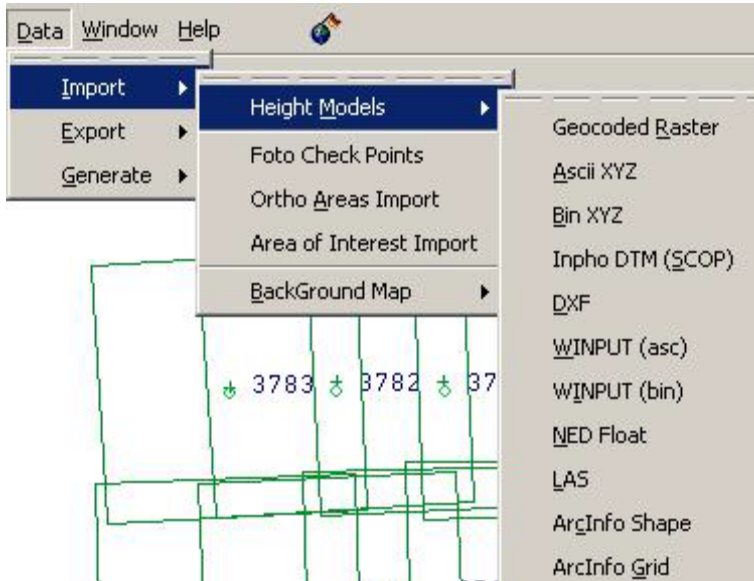 Data Window Help
Import
Export
Generate
Height Models
Foto Check Points
Ortho Areas Import
Area of Interest Import
BackGround Map
Geocoded Raster
Ascii XYZ
Bin XYZ
Inpho DTM (SCOP)
DXF
WINPUT (asc)
WINPUT (bin)
NED Float
LAS
ArcInfo Shape
ArcInfo Grid
3783 3782 37